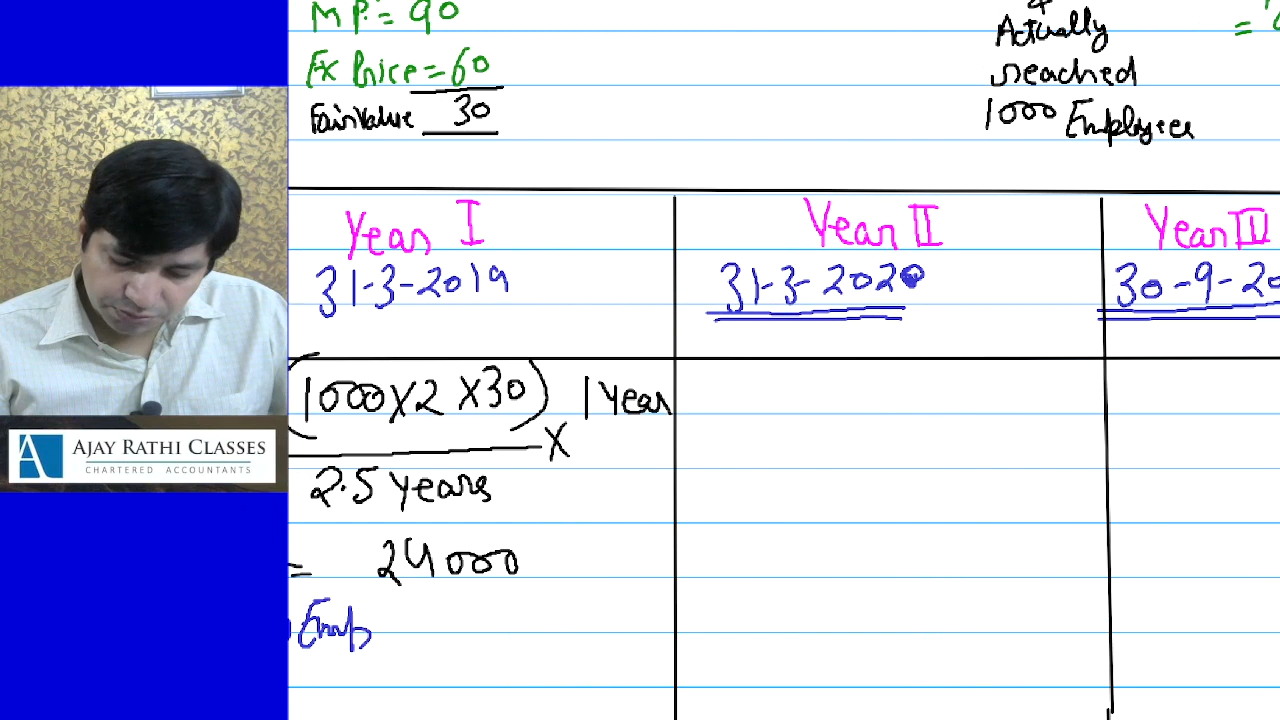 M P. = 90
Ex Price = 60
Fair Value 30
Actually
reached
1000 Employees
=
Year I
Year II
Year III
31-3-2019
31-3-2020
30-9-20
(1000 X 2 X 30) X 1 Year
2.5 years
= 24000
Emp
AJAY RATHI CLASSES
CHARTERED ACCOUNTANTS